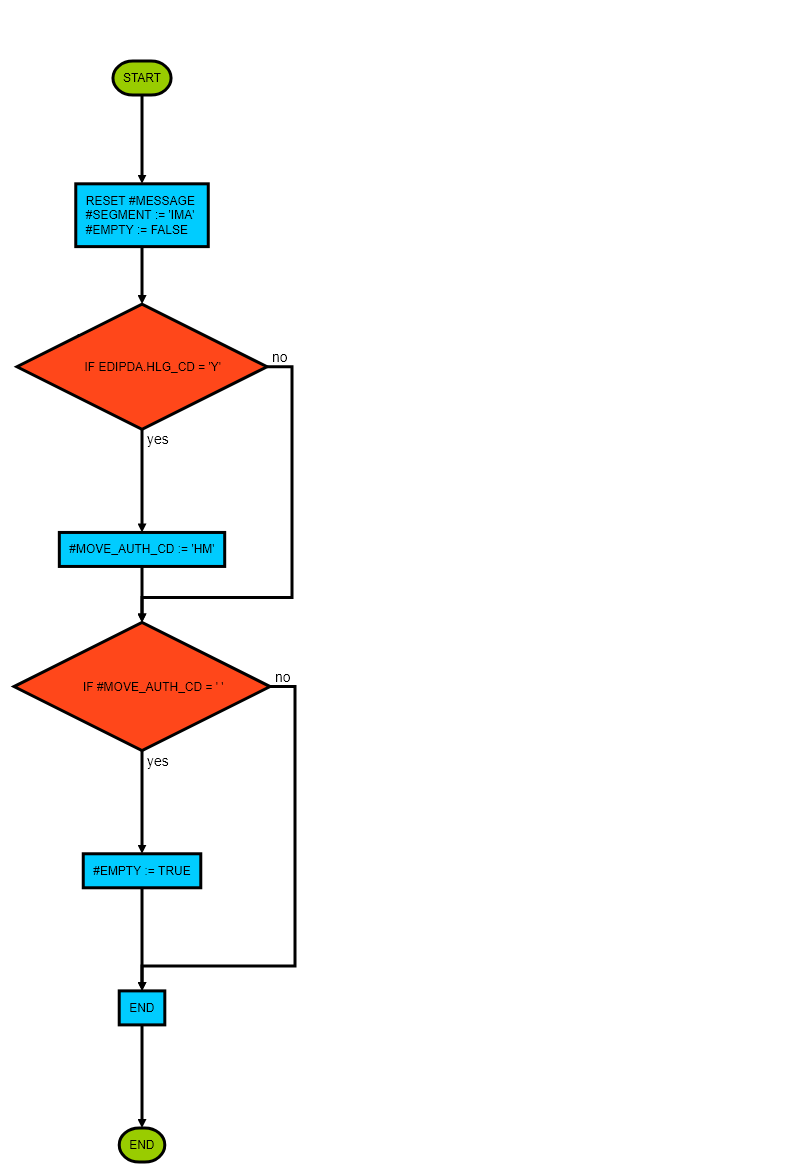 START
RESET #MESSAGE
#SEGMENT := 'IMA'
#EMPTY := FALSE
IF EDIPDA.HLG_CD = 'Y'
no
yes
#MOVE_AUTH_CD := 'HM'
IF #MOVE_AUTH_CD = ' '
no
yes
#EMPTY := TRUE
END
END